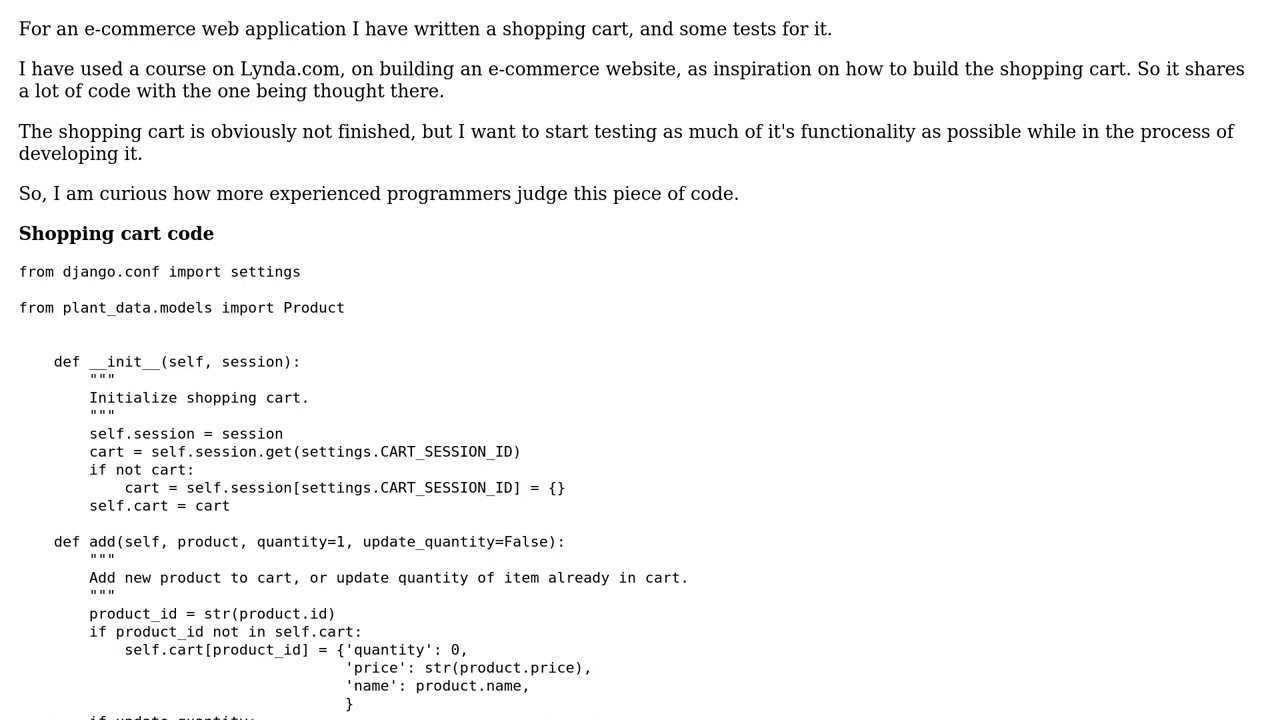 For an e-commerce web application I have written a shopping cart, and some tests for it.
I have used a course on Lynda.com, on building an e-commerce website, as inspiration on how to build the shopping cart. So it shares
a lot of code with the one being thought there.
The shopping cart is obviously not finished, but I want to start testing as much of it's functionality as possible while in the process of
developing it.
So, I am curious how more experienced programmers judge this piece of code.
Shopping cart code
from django.conf import settings
from plant_data.models import Product
    def __init__(self, session):
        """
        Initialize shopping cart.
        """
        self.session = session
        cart = self.session.get(settings.CART_SESSION_ID)
        if not cart:
            cart = self.session[settings.CART_SESSION_ID] = {}
        self.cart = cart
    def add(self, product, quantity=1, update_quantity=False):
        """
        Add new product to cart, or update quantity of item already in cart.
        """
        product_id = str(product.id)
        if product_id not in self.cart:
            self.cart[product_id] = {'quantity': 0,
                                     'price': str(product.price),
                                     'name': product.name,
                                     }
        if update_quantity: